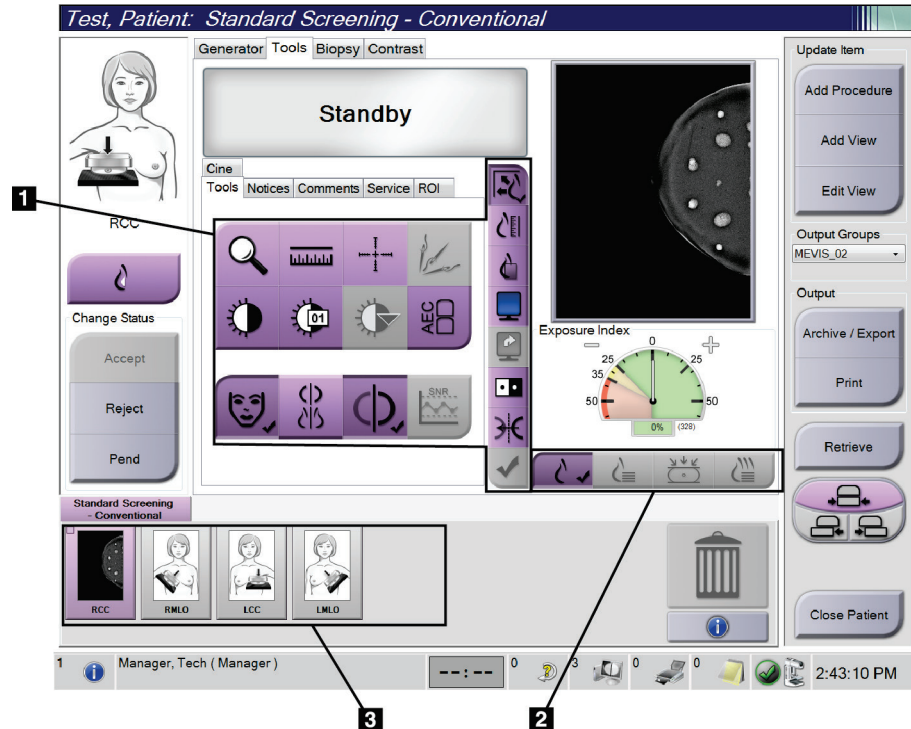 Test, Patient: Standard Screening - Conventional
Generator Tools Biopsy Contrast
Update Item
Add Procedure
Add View
Edit View
Output Groups
MEVIS_02
Output
Archive / Export
Print
Retrieve
Close Patient
Standby
Cine
Tools Notices Comments Service ROI
1
RCC
01
AEC
SNR
Change Status
Accept
Reject
Pend
Exposure Index
0
25 25
35
50 50
0% (328)
Standard Screening
- Conventional
RCC RMLO LCC LMLO
1 Manager, Tech ( Manager ) --:-- 0 3 0 0 2:43:10 PM
3 2